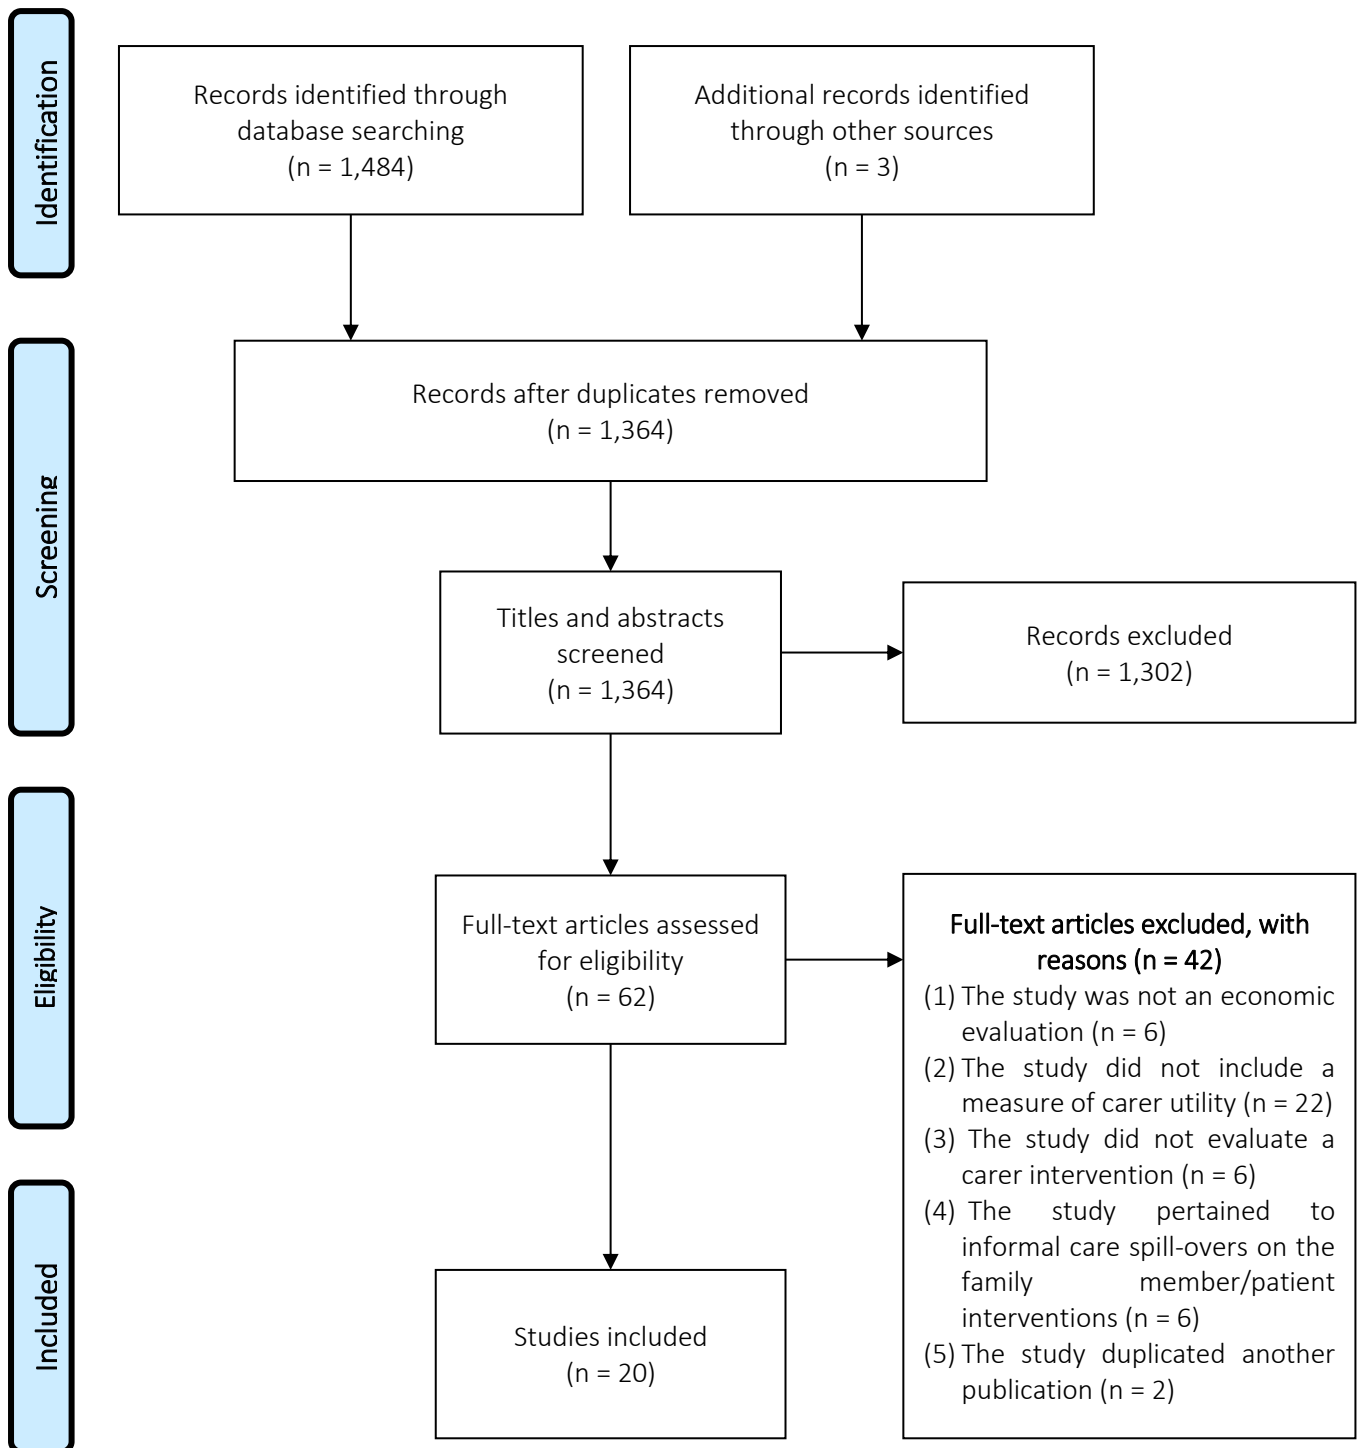 Identification
Records identified through
database searching
(n = 1,484)
Additional records identified
through other sources
(n = 3)
Screening
Records after duplicates removed
(n = 1,364)
Titles and abstracts
screened
(n = 1,364)
Records excluded
(n = 1,302)
Eligibility
Full-text articles assessed
for eligibility
(n = 62)
Full-text articles excluded, with
reasons (n = 42)
(1) The study was not an economic
evaluation (n = 6)
(2) The study did not include a
measure of carer utility (n = 22)
(3) The study did not evaluate a
carer intervention (n = 6)
(4) The study pertained to
informal care spill-overs on the
family member/patient
interventions (n = 6)
(5) The study duplicated another
publication (n = 2)
Included
Studies included
(n = 20)